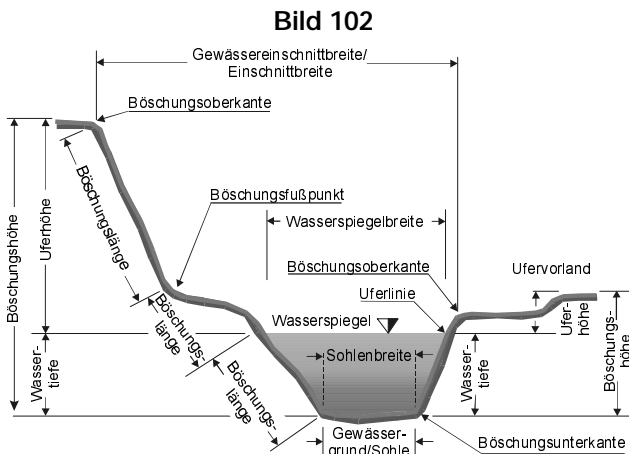 Bild 102
Gewässereinschnittbreite/
Einschnittbreite
Böschungsoberkante
Böschungshöhe
Uferhöhe
Böschungslänge
Böschungsfußpunkt
Wasserspiegelbreite
Böschungsoberkante
Ufervorland
Uferlinie
Wasserspiegel
Ufer-
höhe
Böschungs-
höhe
Böschungs-
länge
Wasser-
tiefe
Sohlenbreite
Wasser-
tiefe
Böschungs-
länge
Gewässer-
grund/Sohle
Böschungsunterkante